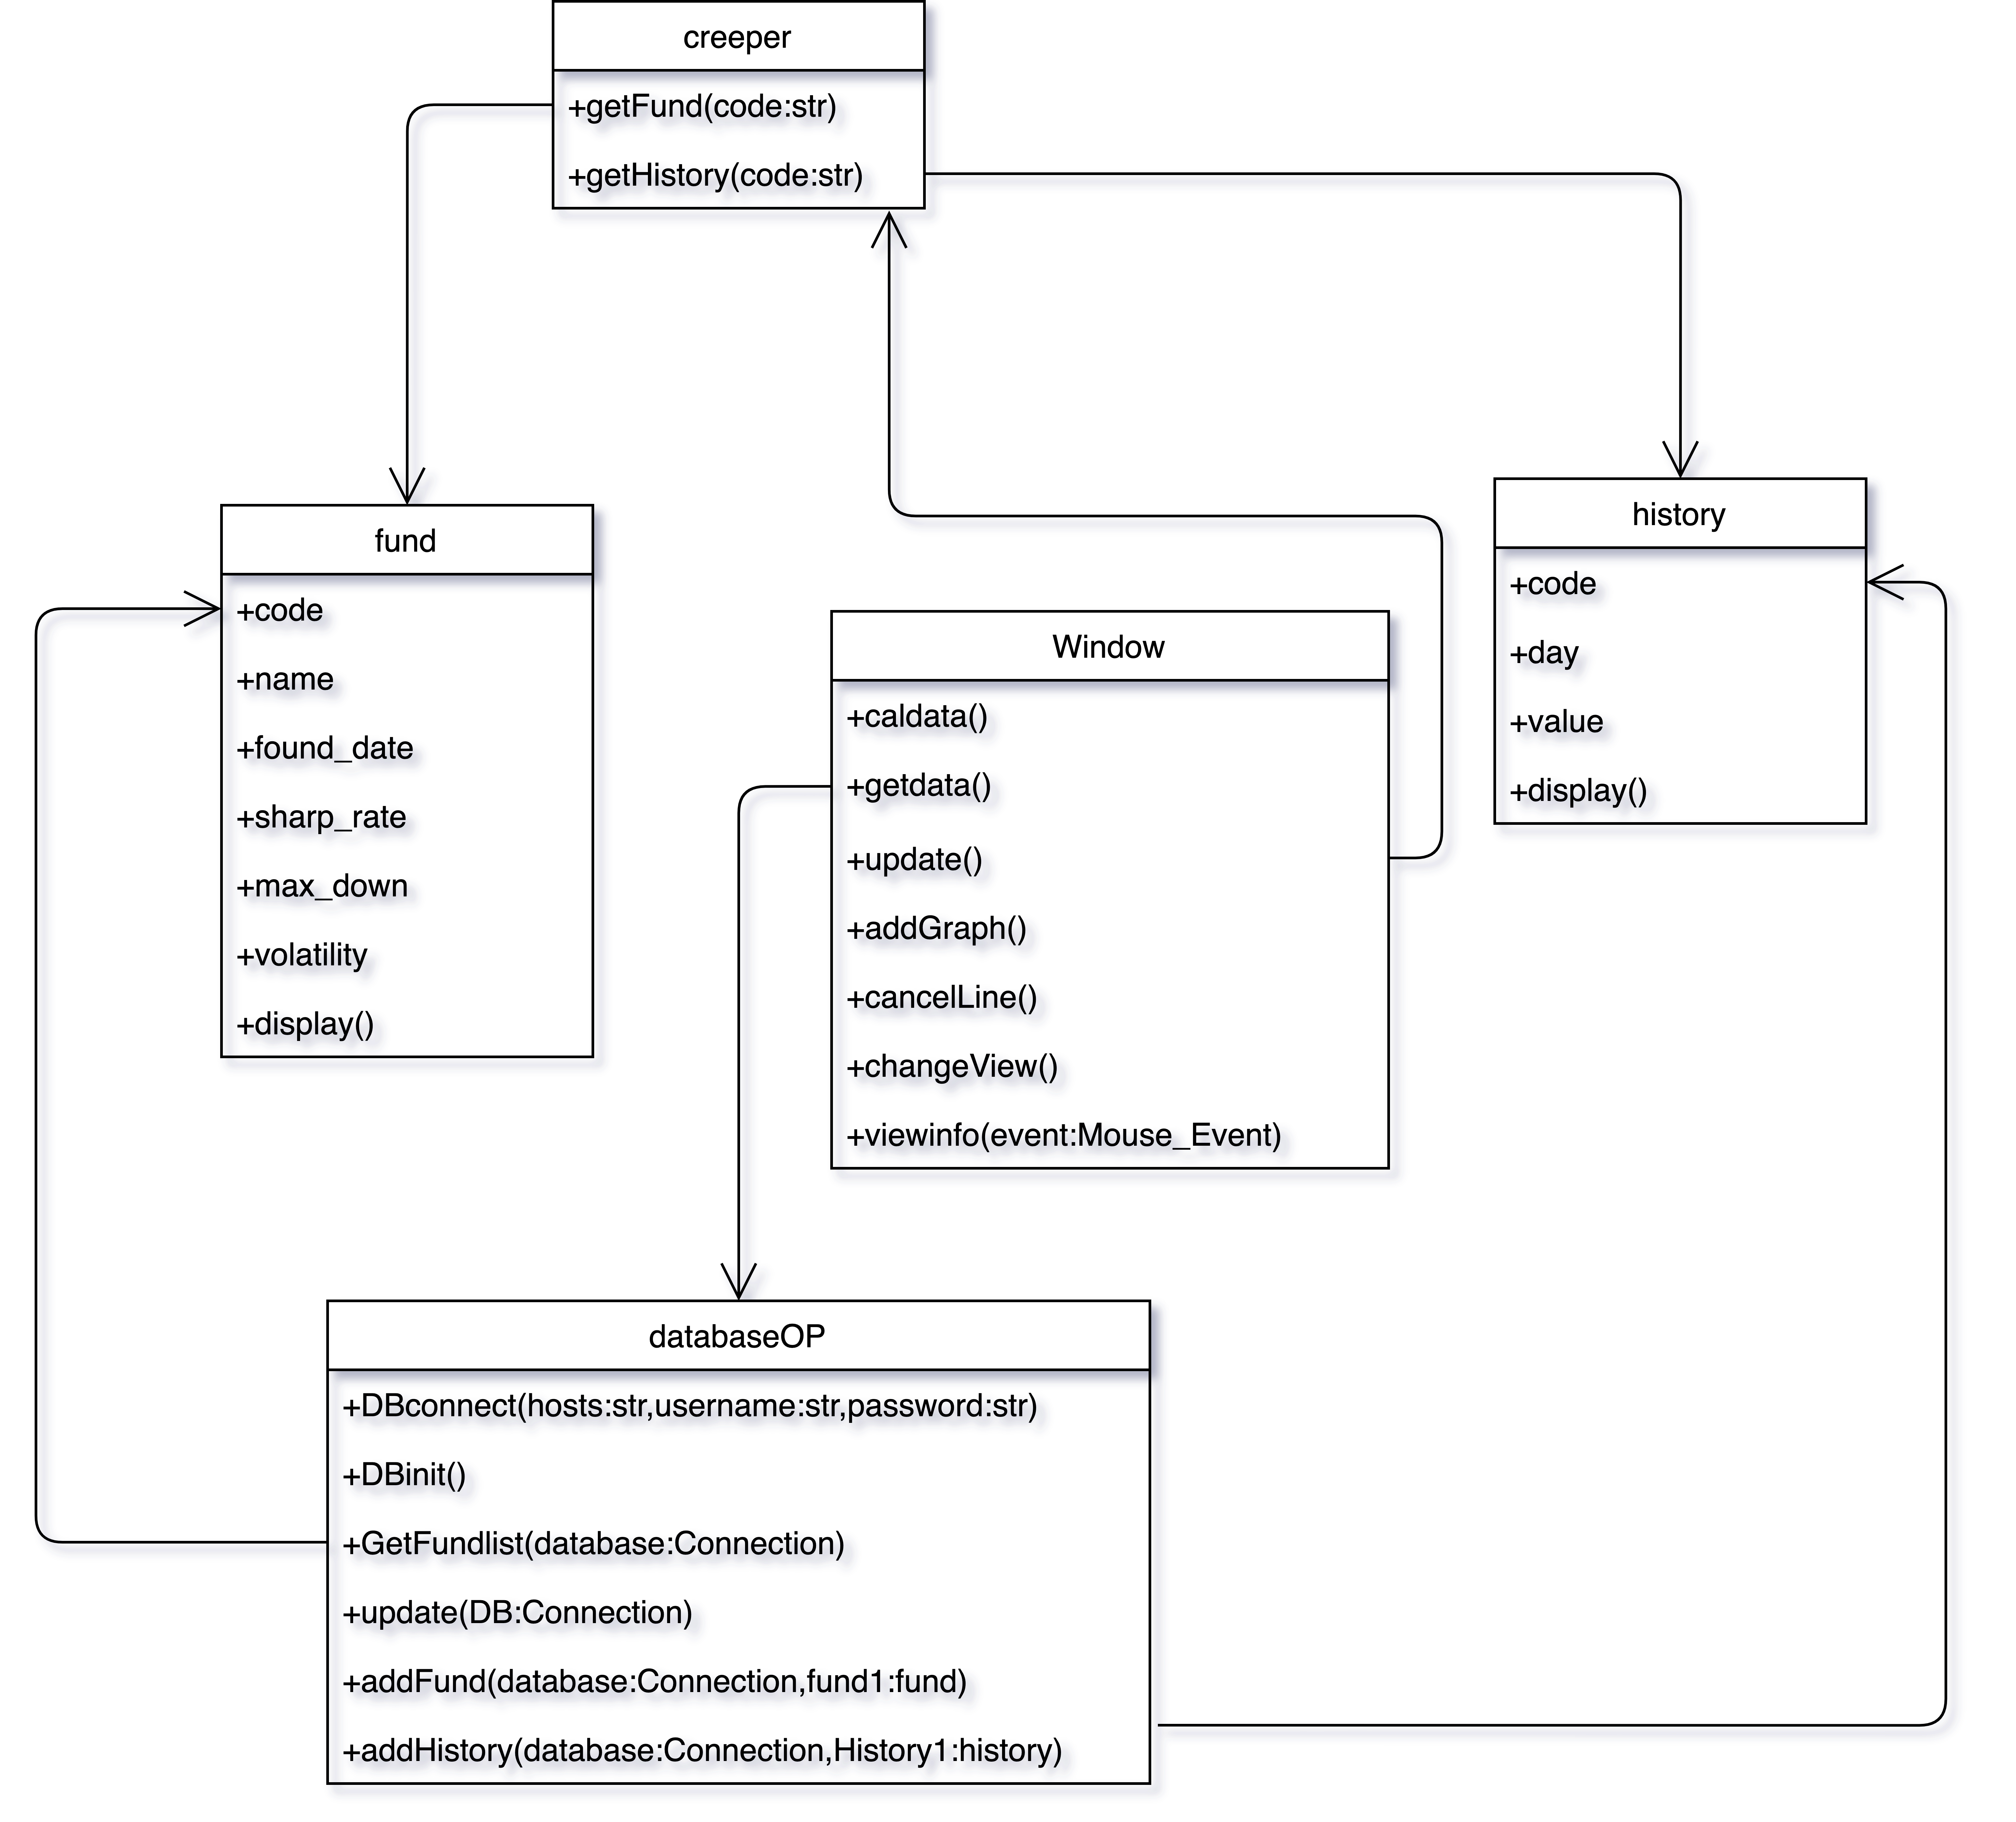 creeper
+getFund(code:str)
+getHistory(code:str)
fund
+code
+name
+found_date
+sharp_rate
+max_down
+volatility
+display()
Window
+caldata()
+getdata()
+update()
+addGraph()
+cancelLine()
+changeView()
+viewinfo(event:Mouse_Event)
history
+code
+day
+value
+display()
databaseOP
+DBconnect(hosts:str,username:str,password:str)
+DBinit()
+GetFundlist(database:Connection)
+update(DB:Connection)
+addFund(database:Connection,fund1:fund)
+addHistory(database:Connection,History1:history)